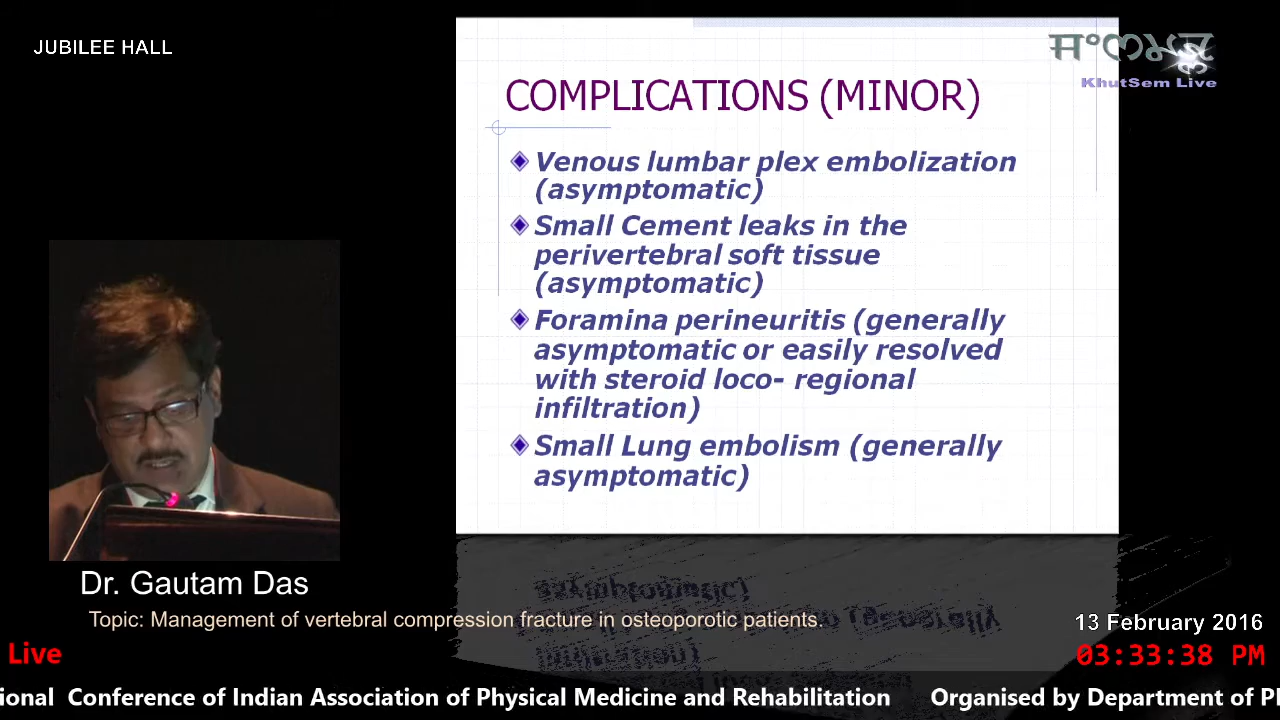 JUBILEE HALL
ꯈꯨꯠꯁꯦꯝ
KhutSem Live
COMPLICATIONS (MINOR)
Venous lumbar plex embolization
(asymptomatic)
Small Cement leaks in the
perivertebral soft tissue
(asymptomatic)
Foramina perineuritis (generally
asymptomatic or easily resolved
with steroid loco- regional
infiltration)
Small Lung embolism (generally
asymptomatic)
Dr. Gautam Das
Topic: Management of vertebral compression fracture in osteoporotic patients.
13 February 2016
Live
03:33:38 PM
ional Conference of Indian Association of Physical Medicine and Rehabilitation Organised by Department of